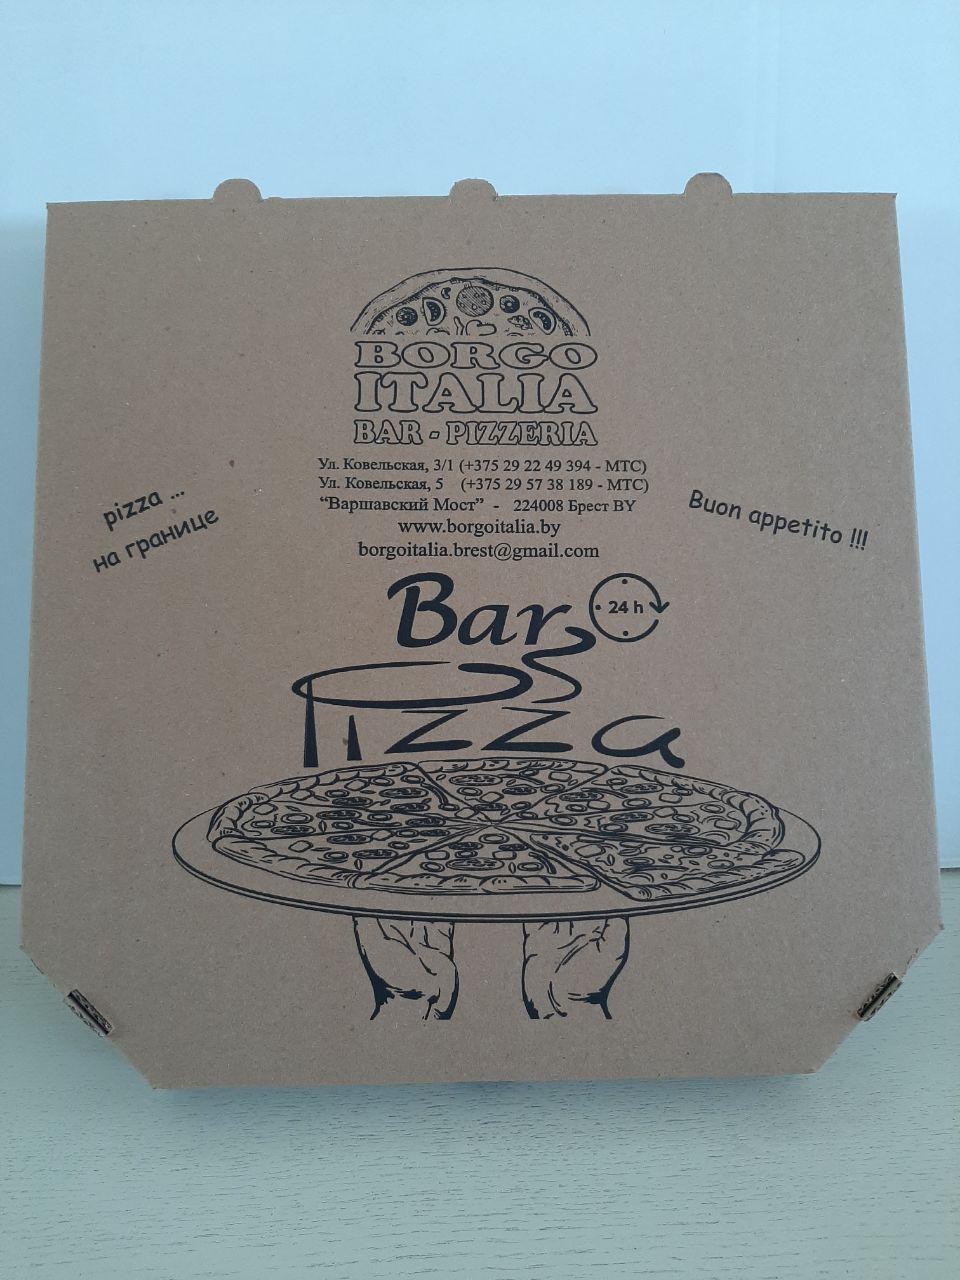 BORGO
ITALIA
BAR - PIZZERIA
Ул. Ковельская, 3/1 (+375 29 22 49 394 - МТС)
Ул. Ковельская, 5 (+375 29 57 38 189 - МТС)
“Варшавский Мост” - 224008 Брест BY
www.borgoitalia.by
borgoitalia.brest@gmail.com
pizza ...
на границе
Buon appetito !!!
Bar
24 h
Pizza